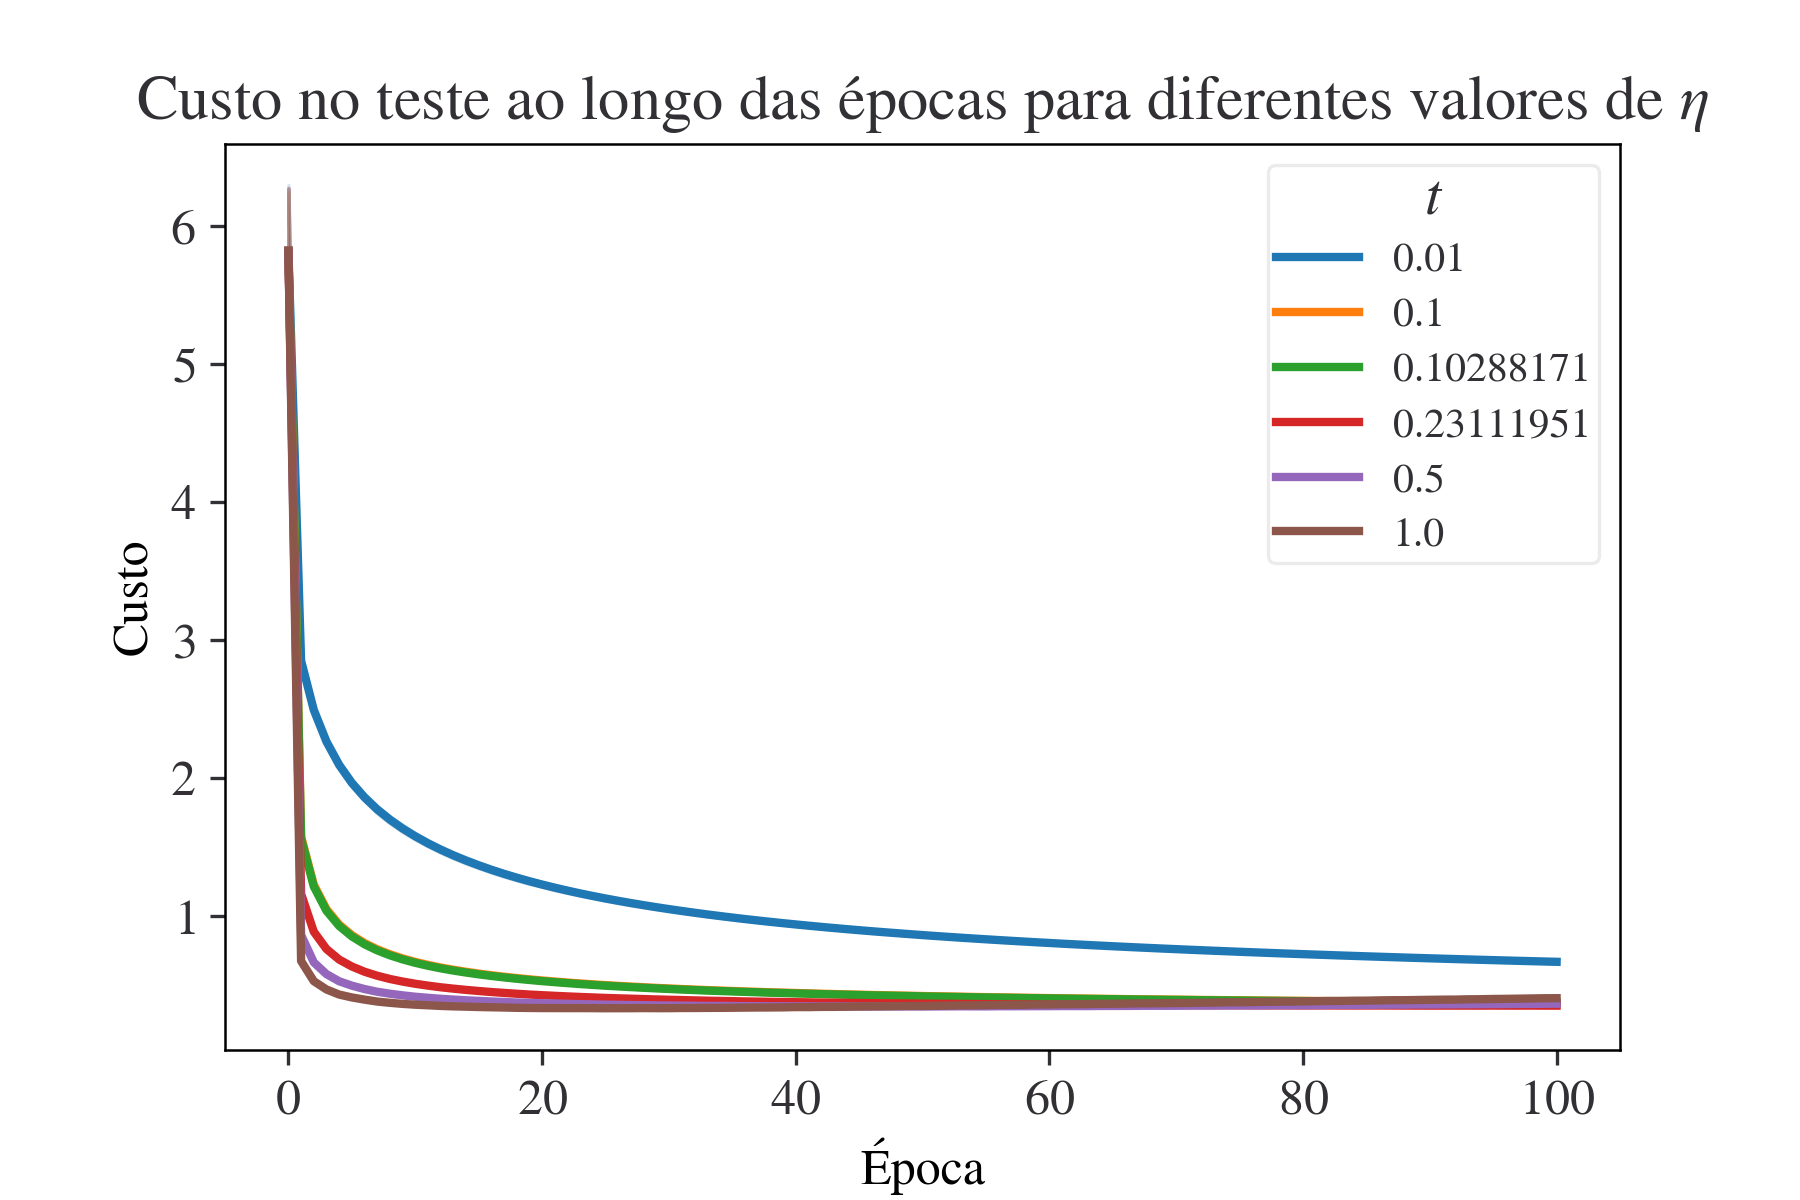 Custo no teste ao longo das épocas para diferentes valores de η
t
0.01
0.1
0.10288171
0.23111951
0.5
1.0
Custo
6
5
4
3
2
1
0 20 40 60 80 100
Época